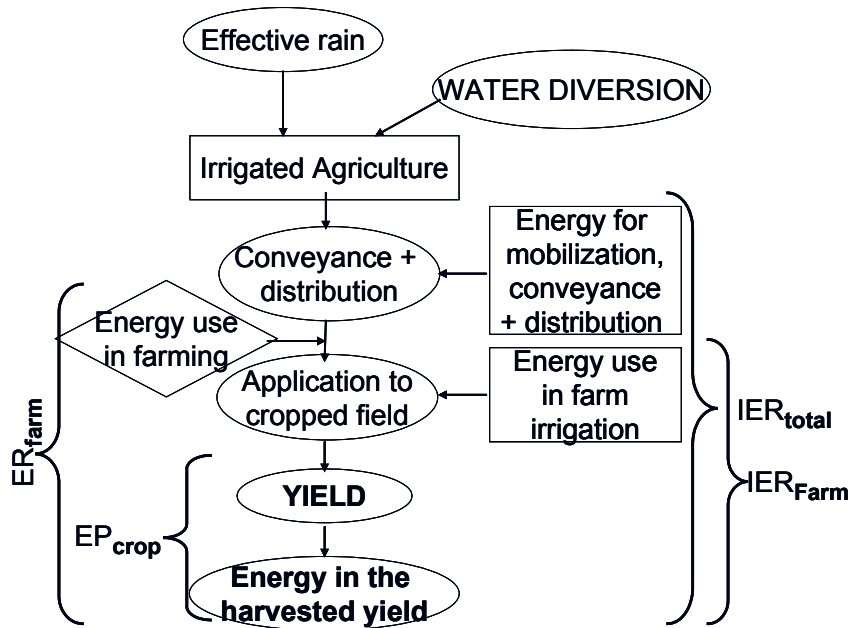 Effective rain
WATER DIVERSION
Irrigated Agriculture
Energy for
mobilization,
conveyance
+ distribution
Conveyance +
distribution
Energy use
in farming
Energy use
in farm
irrigation
Application to
cropped field
IERtotal
ERfarm
IERFarm
YIELD
EPcrop
Energy in the
harvested yield